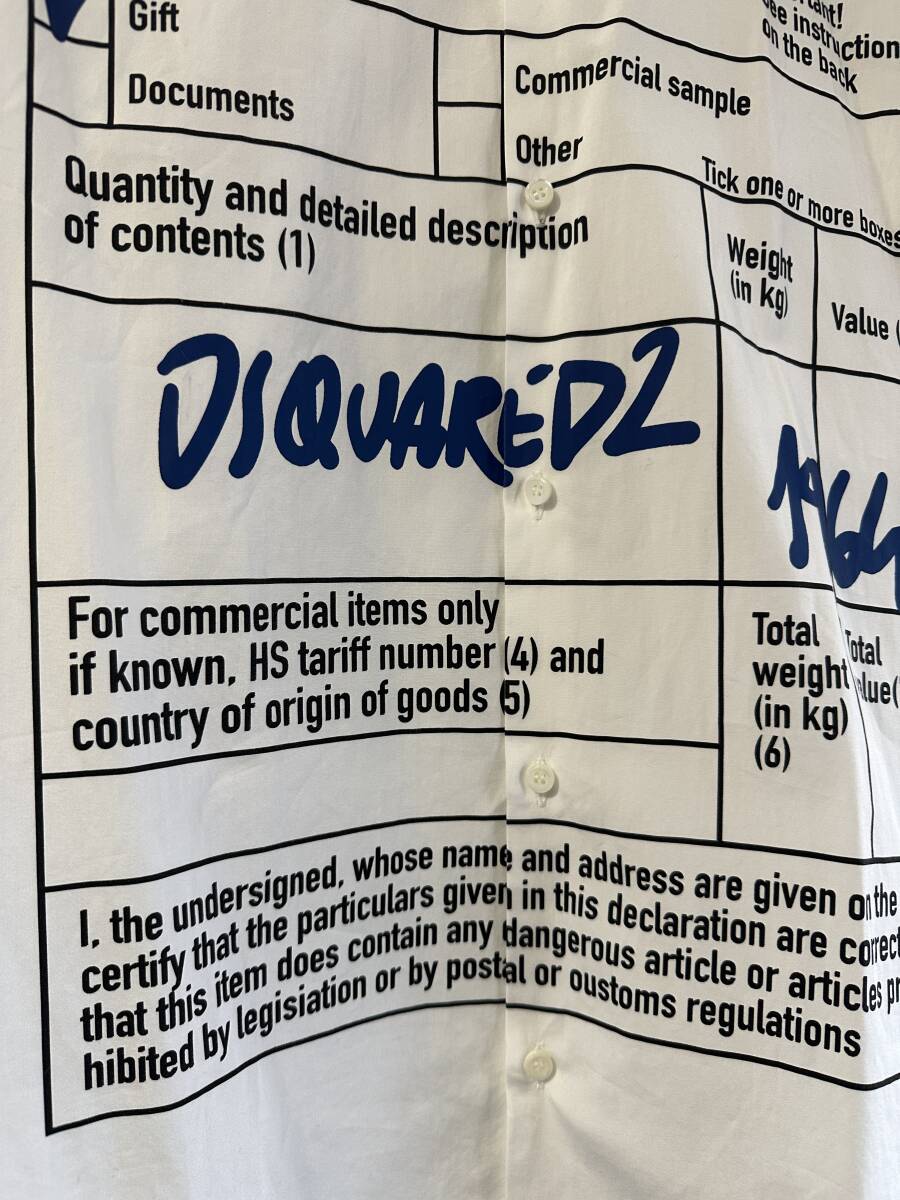 Gift
Documents
Commercial sample
Other
see instruction
on the back
Tick one or more boxes
Quantity and detailed description
of contents (1)
Weight
(in kg)
Value (
DSQUARED2
1964
For commercial items only
if known, HS tariff number (4) and
country of origin of goods (5)
Total
weight
(in kg)
(6)
Total
I, the undersigned, whose name and address are given on the
certify that the particulars given in this declaration are correct
that this item does contain any dangerous article or articles pr
hibited by legisiation or by postal or oustoms regulations